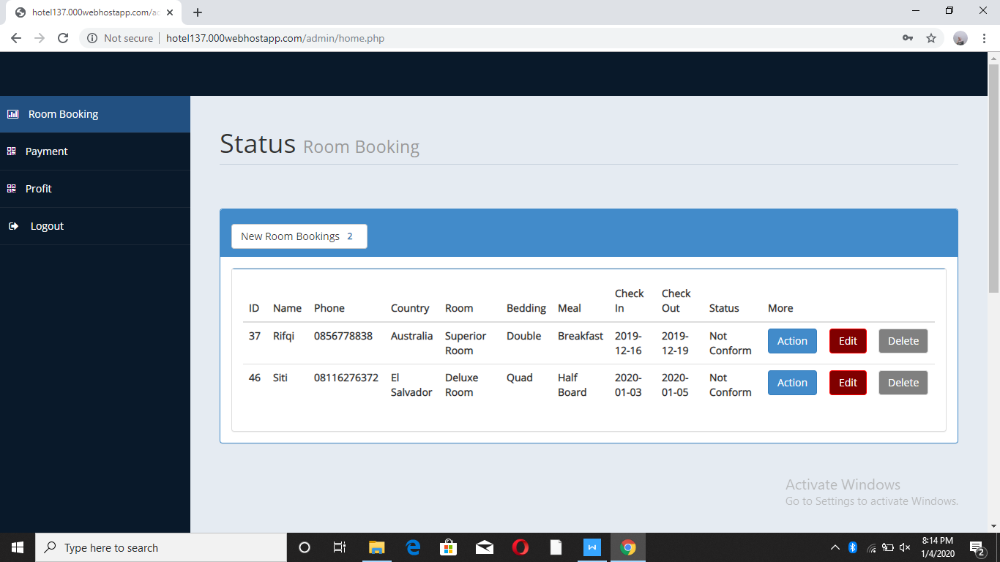 hotel137.000webhostapp.com/ac
Not secure | hotel137.000webhostapp.com/admin/home.php
Room Booking
Payment
Profit
Logout
Status Room Booking
New Room Bookings 2
ID Name Phone Country Room Bedding Meal Check In Check Out Status More
37 Rifqi 0856778838 Australia Superior Room Double Breakfast 2019-12-16 2019-12-19 Not Conform Action Edit Delete
46 Siti 08116276372 El Salvador Deluxe Room Quad Half Board 2020-01-03 2020-01-05 Not Conform Action Edit Delete
Activate Windows
Go to Settings to activate Windows.
Type here to search
8:14 PM
1/4/2020
2